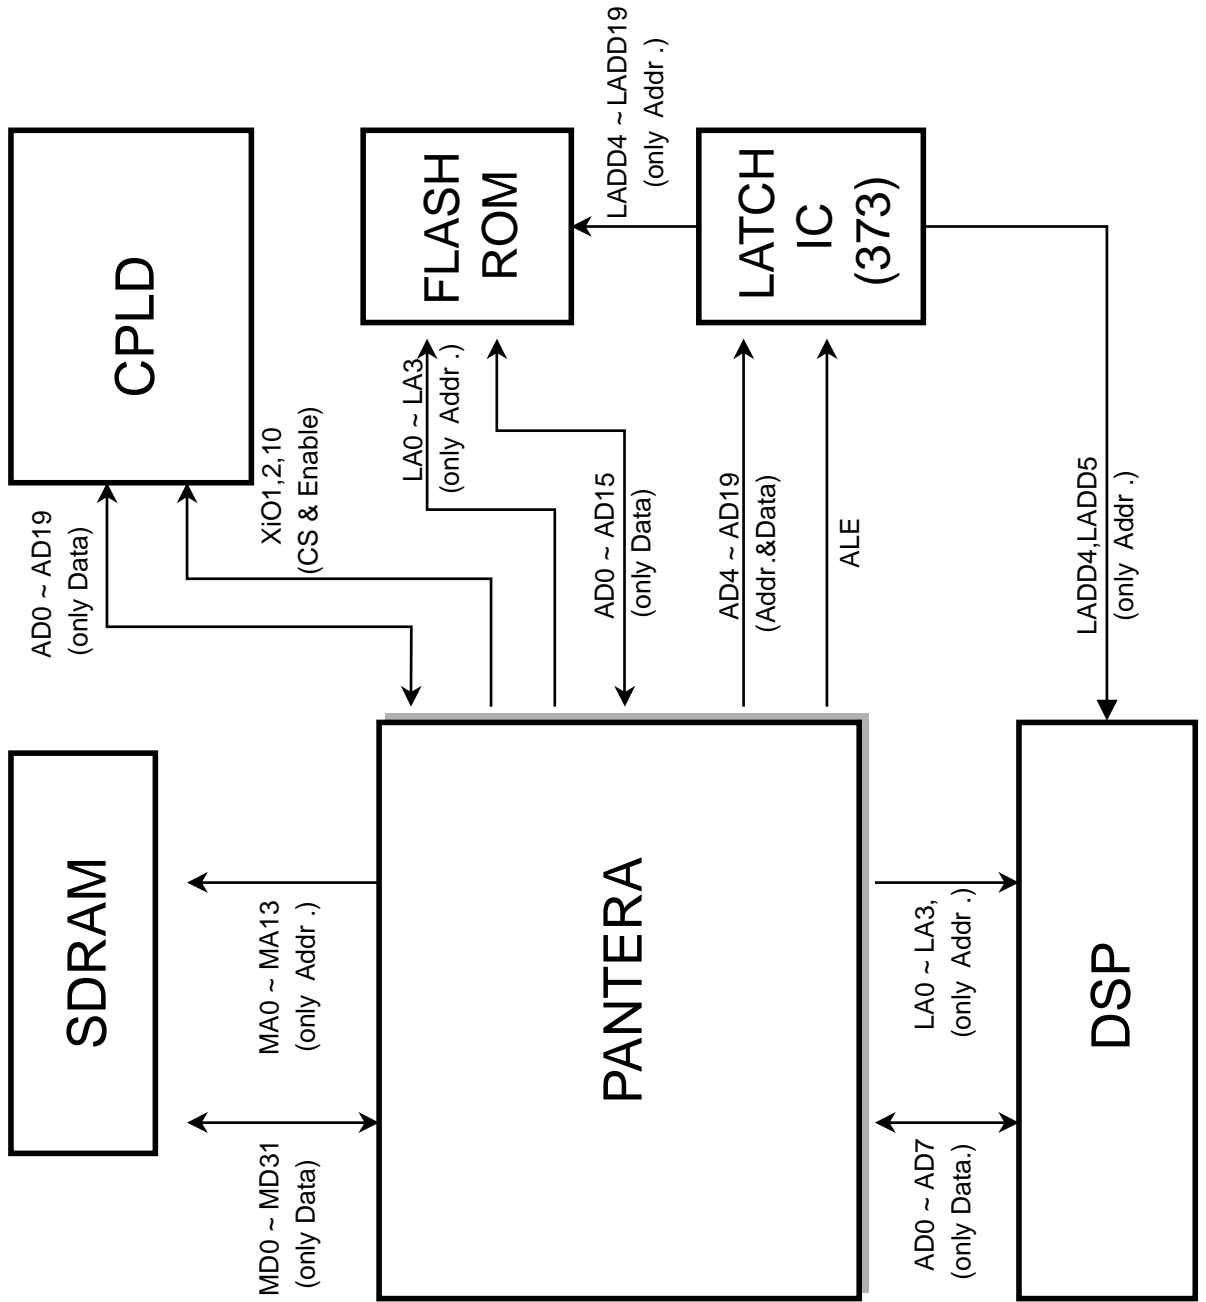 SDRAM
CPLD
AD0 ~ AD19
(only Data)
XiO1,2,10
(CS & Enable)
MD0 ~ MD31
(only Data)
MA0 ~ MA13
(only Addr .)
FLASH
ROM
LA0 ~ LA3
(only Addr .)
AD0 ~ AD15
(only Data)
LADD4 ~ LADD19
(only Addr .)
PANTERA
AD4 ~ AD19
(Addr .&Data)
ALE
LATCH
IC
(373)
AD0 ~ AD7
(only Data.)
LA0 ~ LA3,
(only Addr .)
LADD4,LADD5
(only Addr .)
DSP